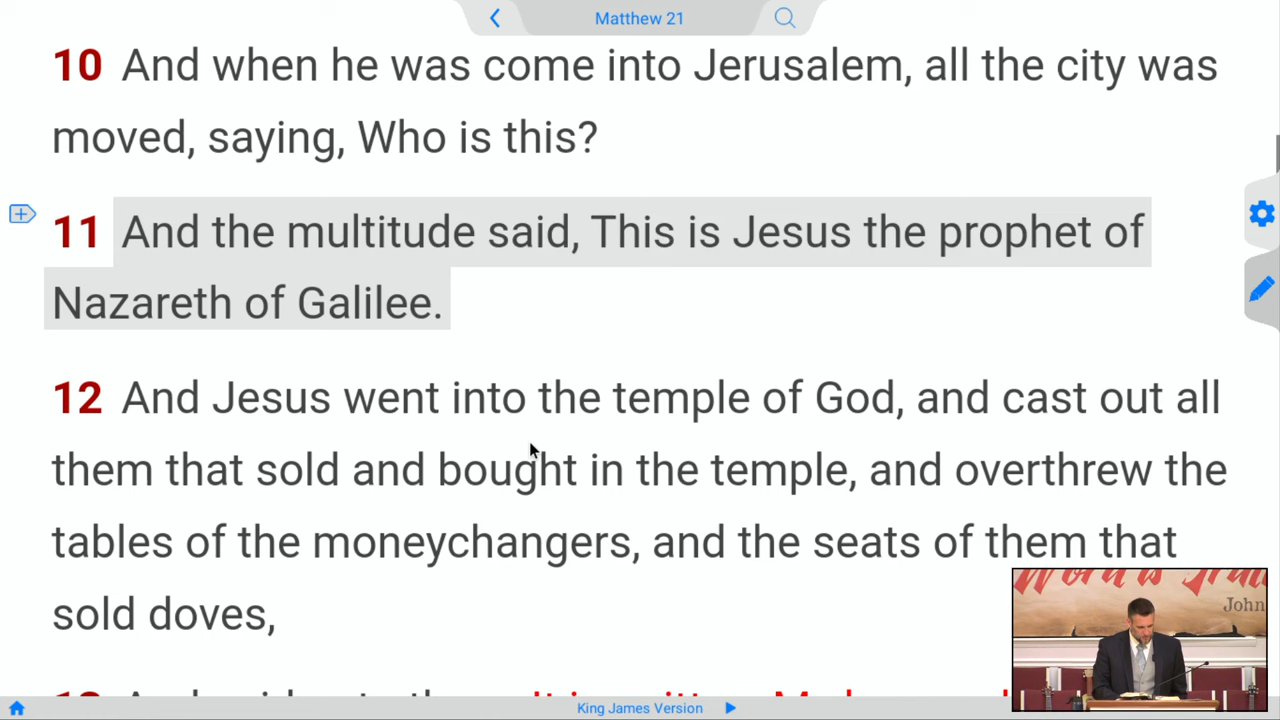 Matthew 21
10 And when he was come into Jerusalem, all the city was
moved, saying, Who is this?
11 And the multitude said, This is Jesus the prophet of
Nazareth of Galilee.
12 And Jesus went into the temple of God, and cast out all
them that sold and bought in the temple, and overthrew the
tables of the moneychangers, and the seats of them that
sold doves,
Word is Truth
John
King James Version